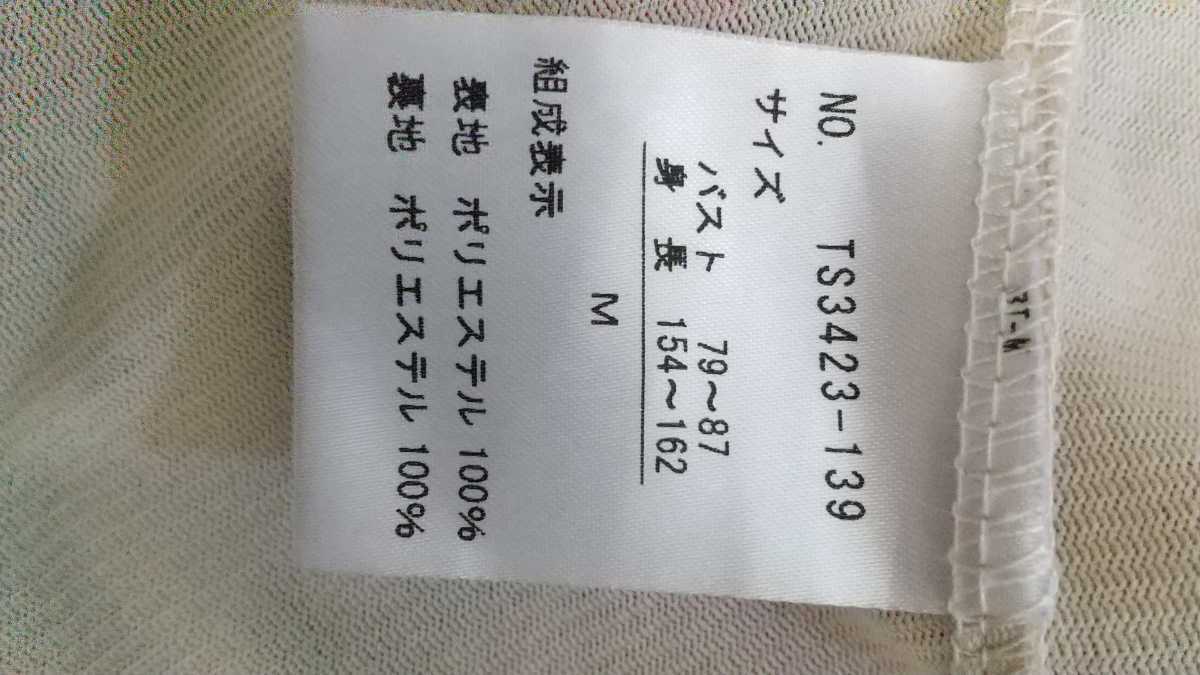 NO. TS3423-139
サイズ
バスト 79~87
身長 154~162
M
組成表示
表地 ポリエステル 100%
裏地 ポリエステル 100%